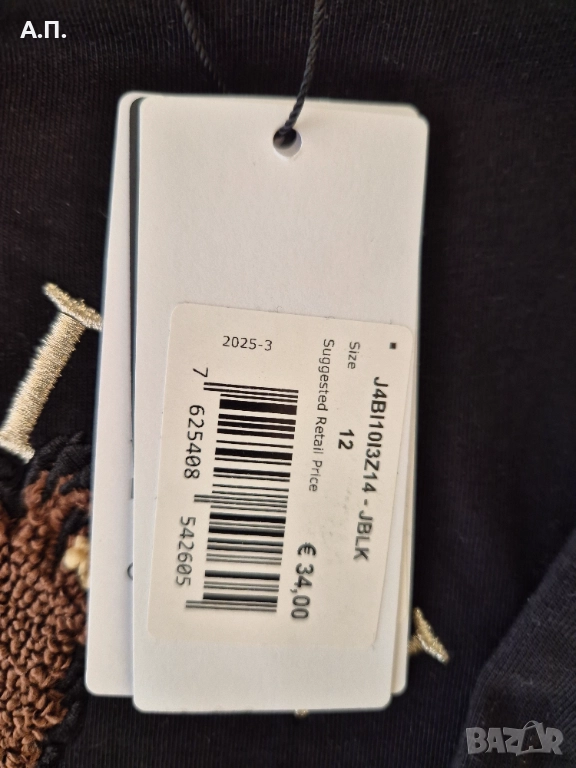 А.П.
J4BI10I3Z14 - JBLK
Size 12
Suggested Retail Price
€ 34,00
2025-3
7 625408 542605
BAZAR